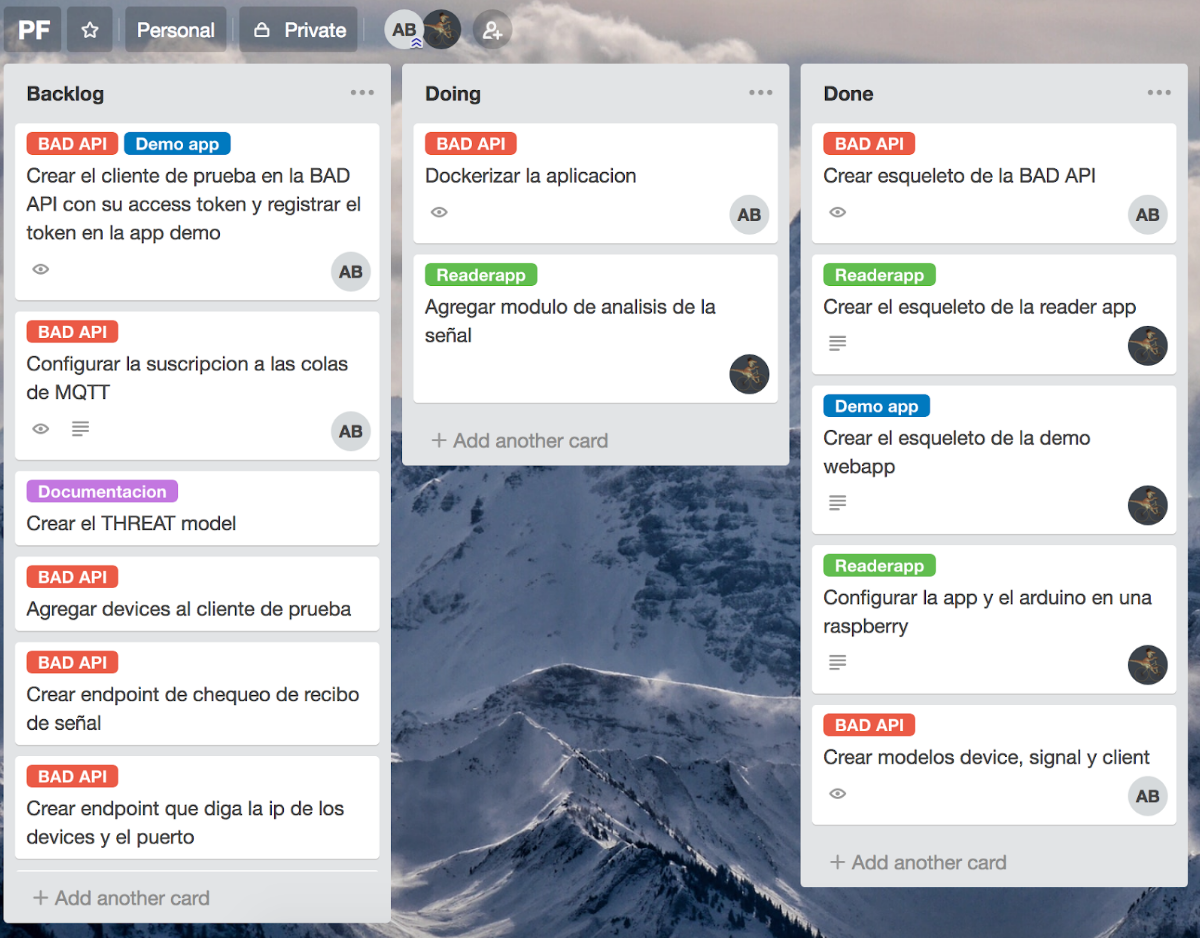 PF Personal Private AB
Backlog
BAD API Demo app
Crear el cliente de prueba en la BAD
API con su access token y registrar el
token en la app demo
AB
BAD API
Configurar la suscripcion a las colas
de MQTT
AB
Documentacion
Crear el THREAT model
BAD API
Agregar devices al cliente de prueba
BAD API
Crear endpoint de chequeo de recibo
de señal
BAD API
Crear endpoint que diga la ip de los
devices y el puerto
+ Add another card
Doing
BAD API
Dockerizar la aplicacion
AB
Readerapp
Agregar modulo de analisis de la
señal
+ Add another card
Done
BAD API
Crear esqueleto de la BAD API
AB
Readerapp
Crear el esqueleto de la reader app
Demo app
Crear el esqueleto de la demo
webapp
Readerapp
Configurar la app y el arduino en una
raspberry
BAD API
Crear modelos device, signal y client
AB
+ Add another card